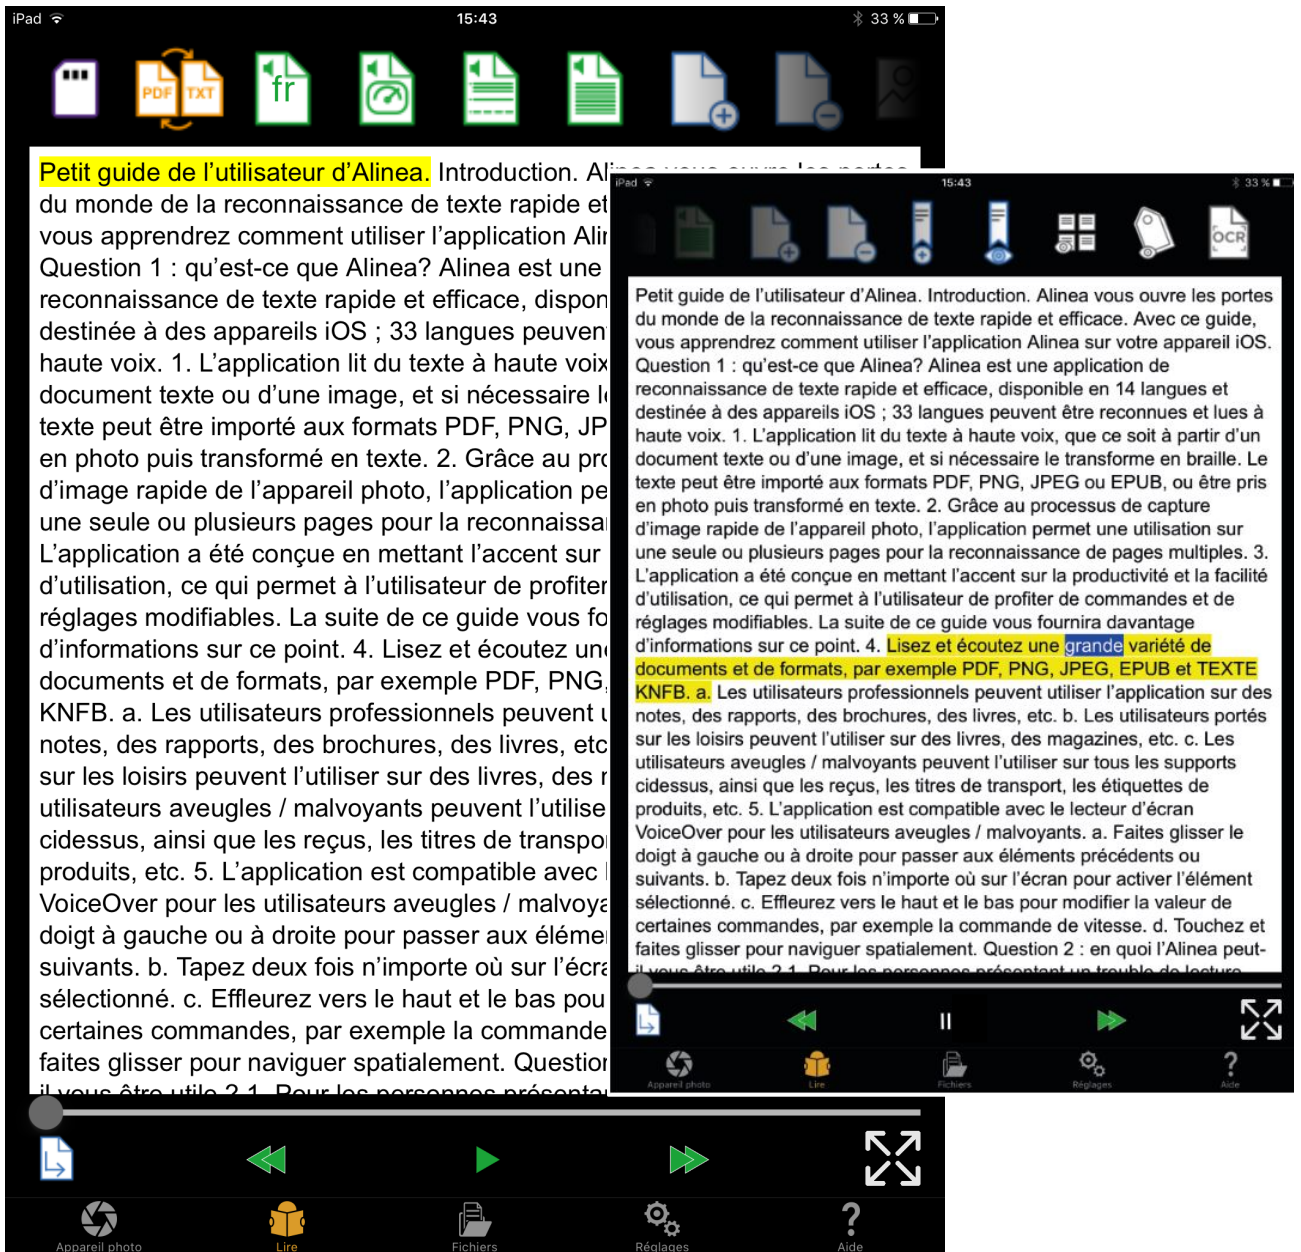 iPad
15:43
33 %
PDF TXT
fr
Petit guide de l’utilisateur d’Alinea. Introduction. Alinea vous ouvre les portes
du monde de la reconnaissance de texte rapide et
vous apprendrez comment utiliser l’application Alin
Question 1 : qu’est-ce que Alinea? Alinea est une
reconnaissance de texte rapide et efficace, dispon
destinée à des appareils iOS ; 33 langues peuven
haute voix. 1. L’application lit du texte à haute voix
document texte ou d’une image, et si nécessaire l
texte peut être importé aux formats PDF, PNG, JP
en photo puis transformé en texte. 2. Grâce au pro
d’image rapide de l’appareil photo, l’application pe
une seule ou plusieurs pages pour la reconnaissa
L’application a été conçue en mettant l’accent sur
d’utilisation, ce qui permet à l’utilisateur de profiter
réglages modifiables. La suite de ce guide vous fo
d’informations sur ce point. 4. Lisez et écoutez un
documents et de formats, par exemple PDF, PNG,
KNFB. a. Les utilisateurs professionnels peuvent u
notes, des rapports, des brochures, des livres, etc
sur les loisirs peuvent l’utiliser sur des livres, des
utilisateurs aveugles / malvoyants peuvent l’utilise
cidessus, ainsi que les reçus, les titres de transpo
produits, etc. 5. L’application est compatible avec
VoiceOver pour les utilisateurs aveugles / malvoya
doigt à gauche ou à droite pour passer aux éléme
suivants. b. Tapez deux fois n’importe où sur l’écra
sélectionné. c. Effleurez vers le haut et le bas pou
certaines commandes, par exemple la commande
faites glisser pour naviguer spatialement. Question
il vous être utile ? 1. Pour les personnes présenta
Appareil photo
Lire
Fichiers
Réglages
Aide
iPad
15:43
33 %
OCR
Petit guide de l’utilisateur d’Alinea. Introduction. Alinea vous ouvre les portes
du monde de la reconnaissance de texte rapide et efficace. Avec ce guide,
vous apprendrez comment utiliser l’application Alinea sur votre appareil iOS.
Question 1 : qu’est-ce que Alinea? Alinea est une application de
reconnaissance de texte rapide et efficace, disponible en 14 langues et
destinée à des appareils iOS ; 33 langues peuvent être reconnues et lues à
haute voix. 1. L’application lit du texte à haute voix, que ce soit à partir d’un
document texte ou d’une image, et si nécessaire le transforme en braille. Le
texte peut être importé aux formats PDF, PNG, JPEG ou EPUB, ou être pris
en photo puis transformé en texte. 2. Grâce au processus de capture
d’image rapide de l’appareil photo, l’application permet une utilisation sur
une seule ou plusieurs pages pour la reconnaissance de pages multiples. 3.
L’application a été conçue en mettant l’accent sur la productivité et la facilité
d’utilisation, ce qui permet à l’utilisateur de profiter de commandes et de
réglages modifiables. La suite de ce guide vous fournira davantage
d’informations sur ce point. 4. Lisez et écoutez une grande variété de
documents et de formats, par exemple PDF, PNG, JPEG, EPUB et TEXTE
KNFB. a. Les utilisateurs professionnels peuvent utiliser l’application sur des
notes, des rapports, des brochures, des livres, etc. b. Les utilisateurs portés
sur les loisirs peuvent l’utiliser sur des livres, des magazines, etc. c. Les
utilisateurs aveugles / malvoyants peuvent l’utiliser sur tous les supports
cidessus, ainsi que les reçus, les titres de transport, les étiquettes de
produits, etc. 5. L’application est compatible avec le lecteur d’écran
VoiceOver pour les utilisateurs aveugles / malvoyants. a. Faites glisser le
doigt à gauche ou à droite pour passer aux éléments précédents ou
suivants. b. Tapez deux fois n’importe où sur l’écran pour activer l’élément
sélectionné. c. Effleurez vers le haut et le bas pour modifier la valeur de
certaines commandes, par exemple la commande de vitesse. d. Touchez et
faites glisser pour naviguer spatialement. Question 2 : en quoi l’Alinea peut-
il vous être utile ? 1. Pour les personnes présentant un trouble de lecture
Appareil photo
Lire
Fichiers
Réglages
Aide